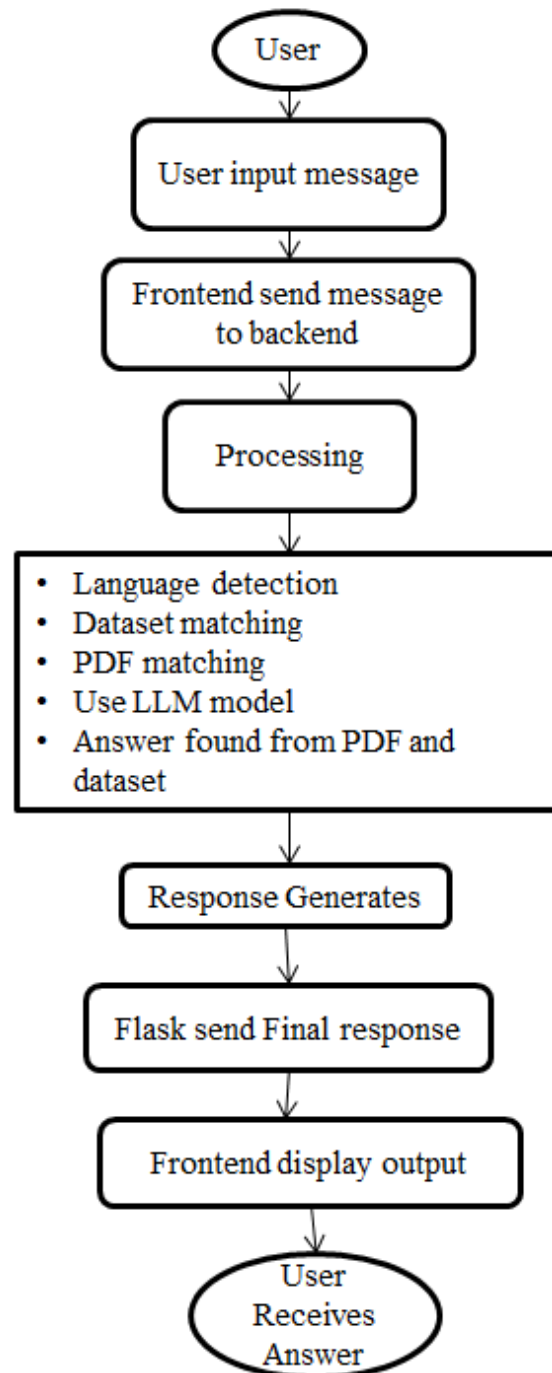 User
User input message
Frontend send message
to backend
Processing
• Language detection
• Dataset matching
• PDF matching
• Use LLM model
• Answer found from PDF and
dataset
Response Generates
Flask send Final response
Frontend display output
User
Receives
Answer